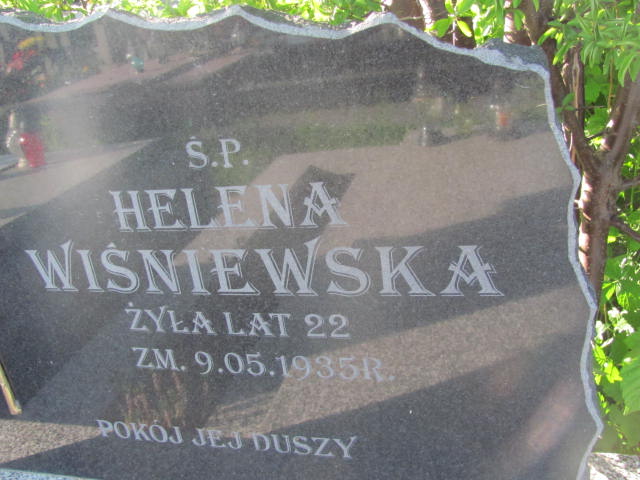 Ś.P.
HELENA
WIŚNIEWSKA
ŻYŁA LAT 22
ZM. 9.05.1935R.
POKÓJ JEJ DUSZY